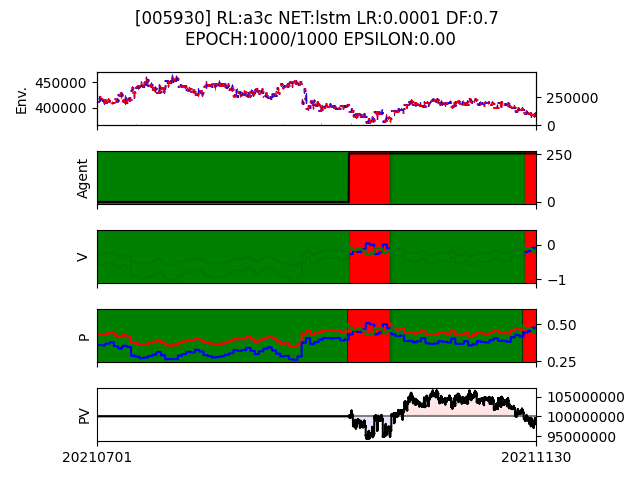 [005930] RL:a3c NET:lstm LR:0.0001 DF:0.7
EPOCH:1000/1000 EPSILON:0.00
Env.
450000
400000
250000
0
Agent
250
0
V
0
−1
P
0.50
0.25
PV
105000000
100000000
95000000
20210701
20211130